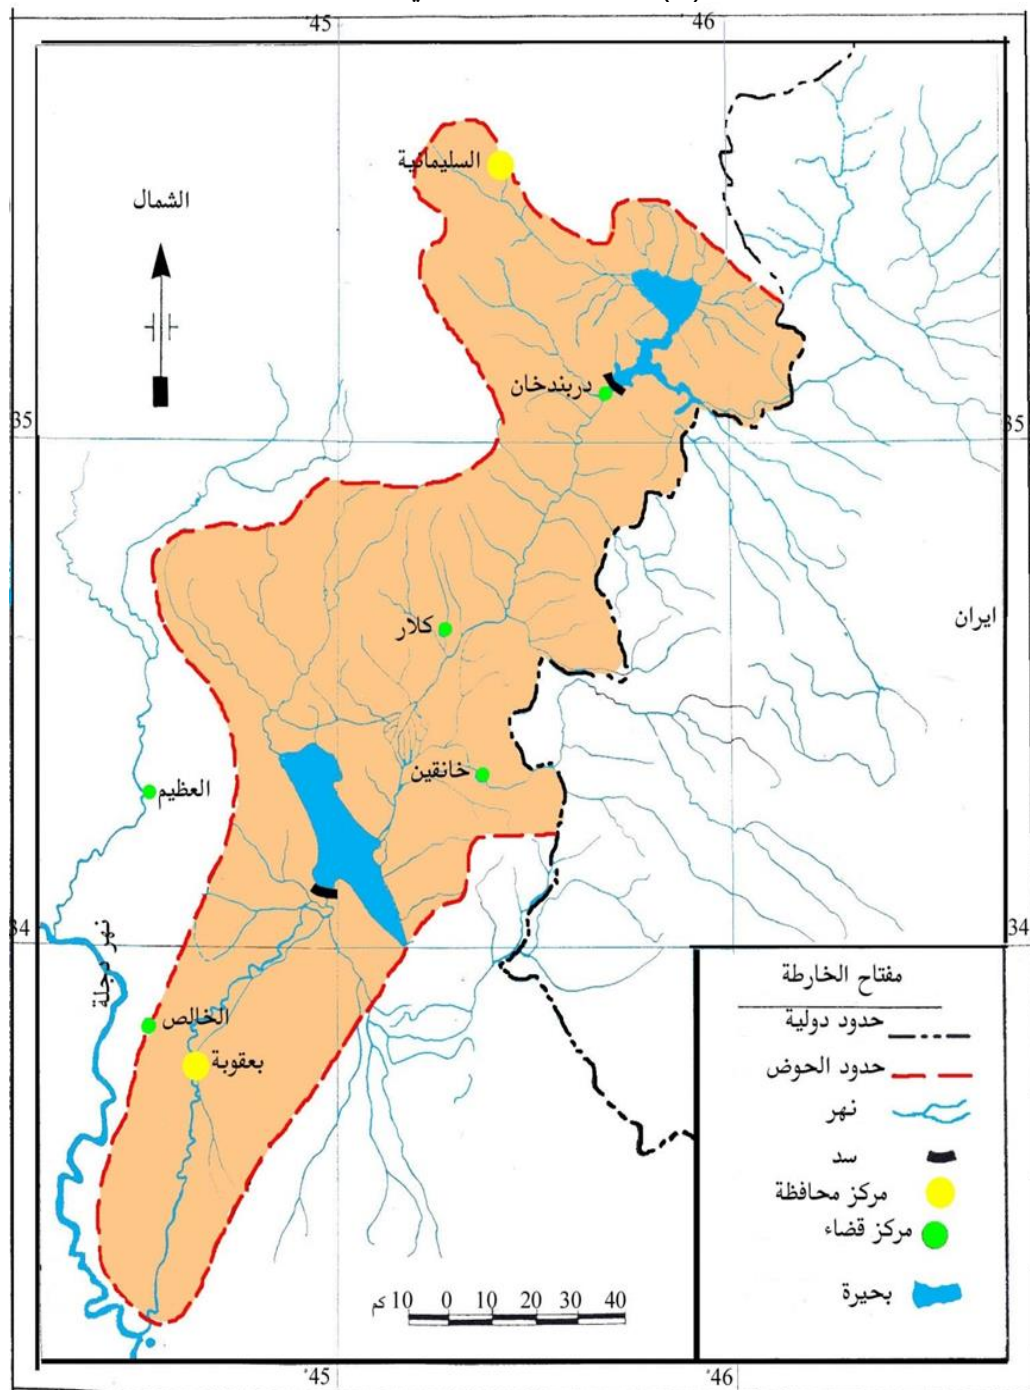 45
46
السليمانية
الشمال
دربندخان
35
35
كلار
ايران
خانقين
العظيم
34
34
نهر دجلة
الخالص
بعقوبة
مفتاح الخارطة
حدود دولية
حدود الحوض
نهر
سد
مركز محافظة
مركز قضاء
بحيرة
كم 10 0 10 20 30 40
45
46